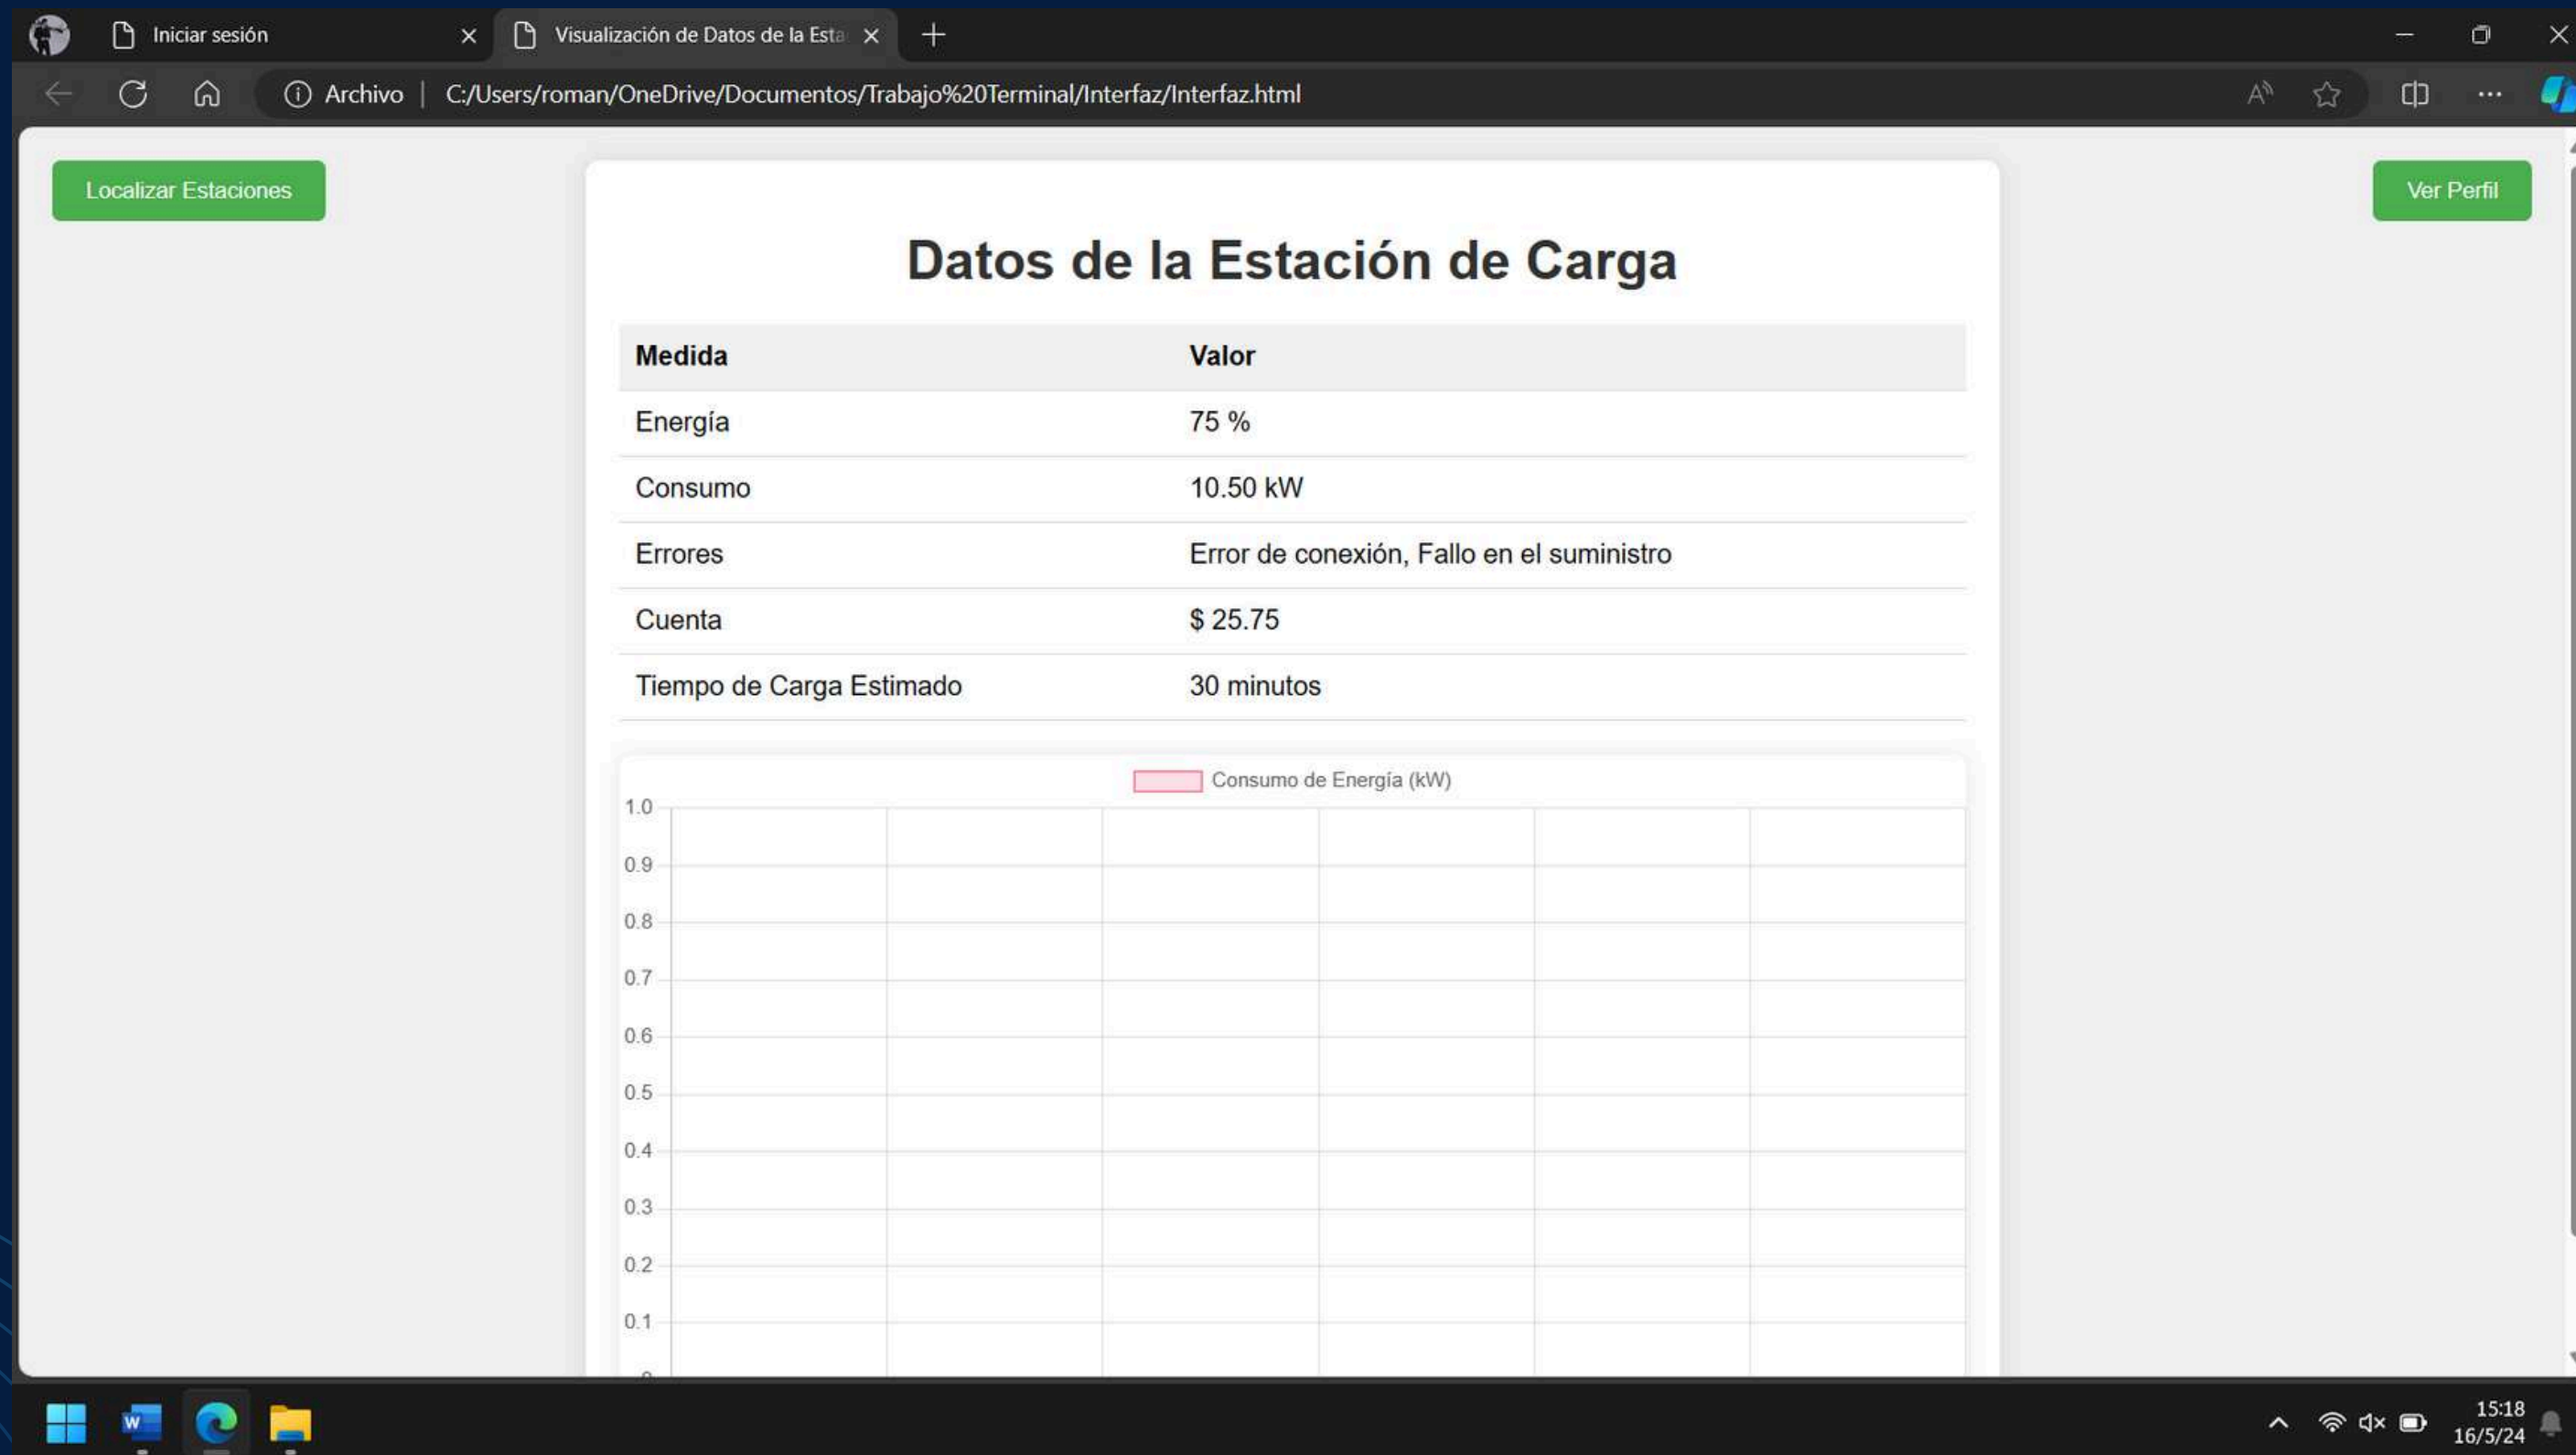 Iniciar sesión
Visualización de Datos de la Esta
Archivo | C:/Users/roman/OneDrive/Documentos/Trabajo%20Terminal/Interfaz/Interfaz.html
Localizar Estaciones
Ver Perfil
Datos de la Estación de Carga
Medida Valor
Energía 75 %
Consumo 10.50 kW
Errores Error de conexión, Fallo en el suministro
Cuenta $ 25.75
Tiempo de Carga Estimado 30 minutos
Consumo de Energía (kW)
1.0
0.9
0.8
0.7
0.6
0.5
0.4
0.3
0.2
0.1
15:18
16/5/24